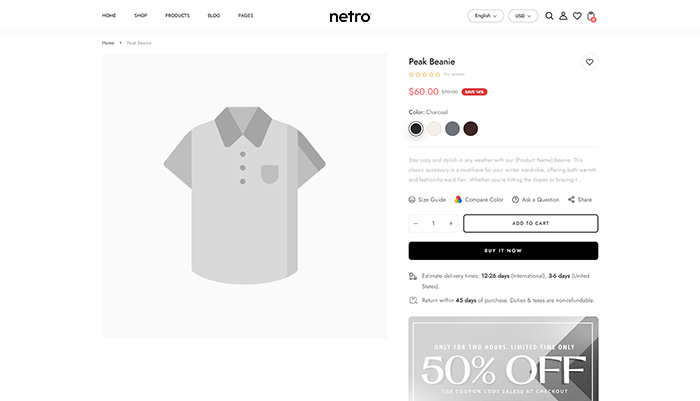 HOME SHOP PRODUCTS BLOG PAGES netro English USD
Home Peak Beanie
Peak Beanie
No reviews
$60.00 $70.00 SAVE 14%
Color: Charcoal
Stay cozy and stylish in any weather with our [Product Name] beanie. This
classic accessory is a must-have for your winter wardrobe, offering both warmth
and fashion-forward flair. Whether you're hitting the slopes or braving t...
Size Guide Compare Color Ask a Question Share
− 1 + ADD TO CART
BUY IT NOW
Estimate delivery times: 12-26 days (International), 3-6 days (United
States).
Return within 45 days of purchase. Duties & taxes are non-refundable.
ONLY FOR TWO HOURS. LIMITED TIME ONLY
50% OFF
USE COUPON CODE SALE50 AT CHECKOUT